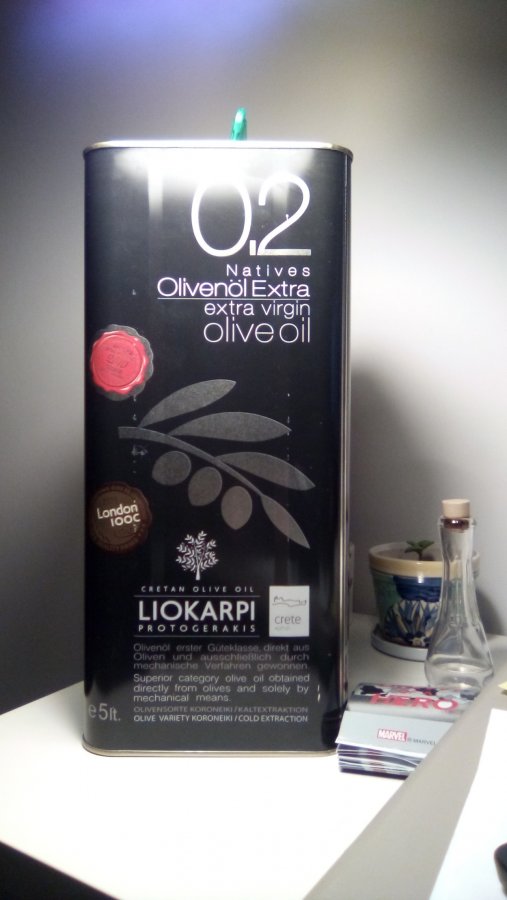 0,2
Natives
Olivenöl Extra
extra virgin
olive oil
London
IOOC
CRETAN OLIVE OIL
LIOKARPI
PROTOGERAKIS
crete
Olivenöl erster Güteklasse direkt aus
Oliven und ausschließlich durch
mechanische Verfahren gewonnen
Superior category olive oil obtained
directly from olives and solely by
mechanical means.
OLIVENSORTE KORONEIKI/KALTEXTRAKTION
OLIVE VARIETY KORONEIKI/COLD EXTRACTION
e 5lt.
HERO
MARVEL
© MARVEL